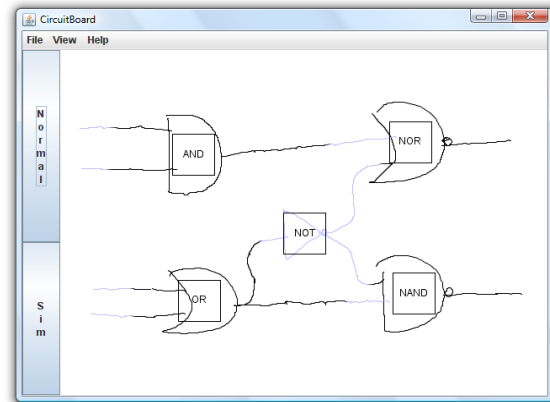 CircuitBoard
File View Help
Normal
AND
NOR
NOT
OR
NAND
Sim